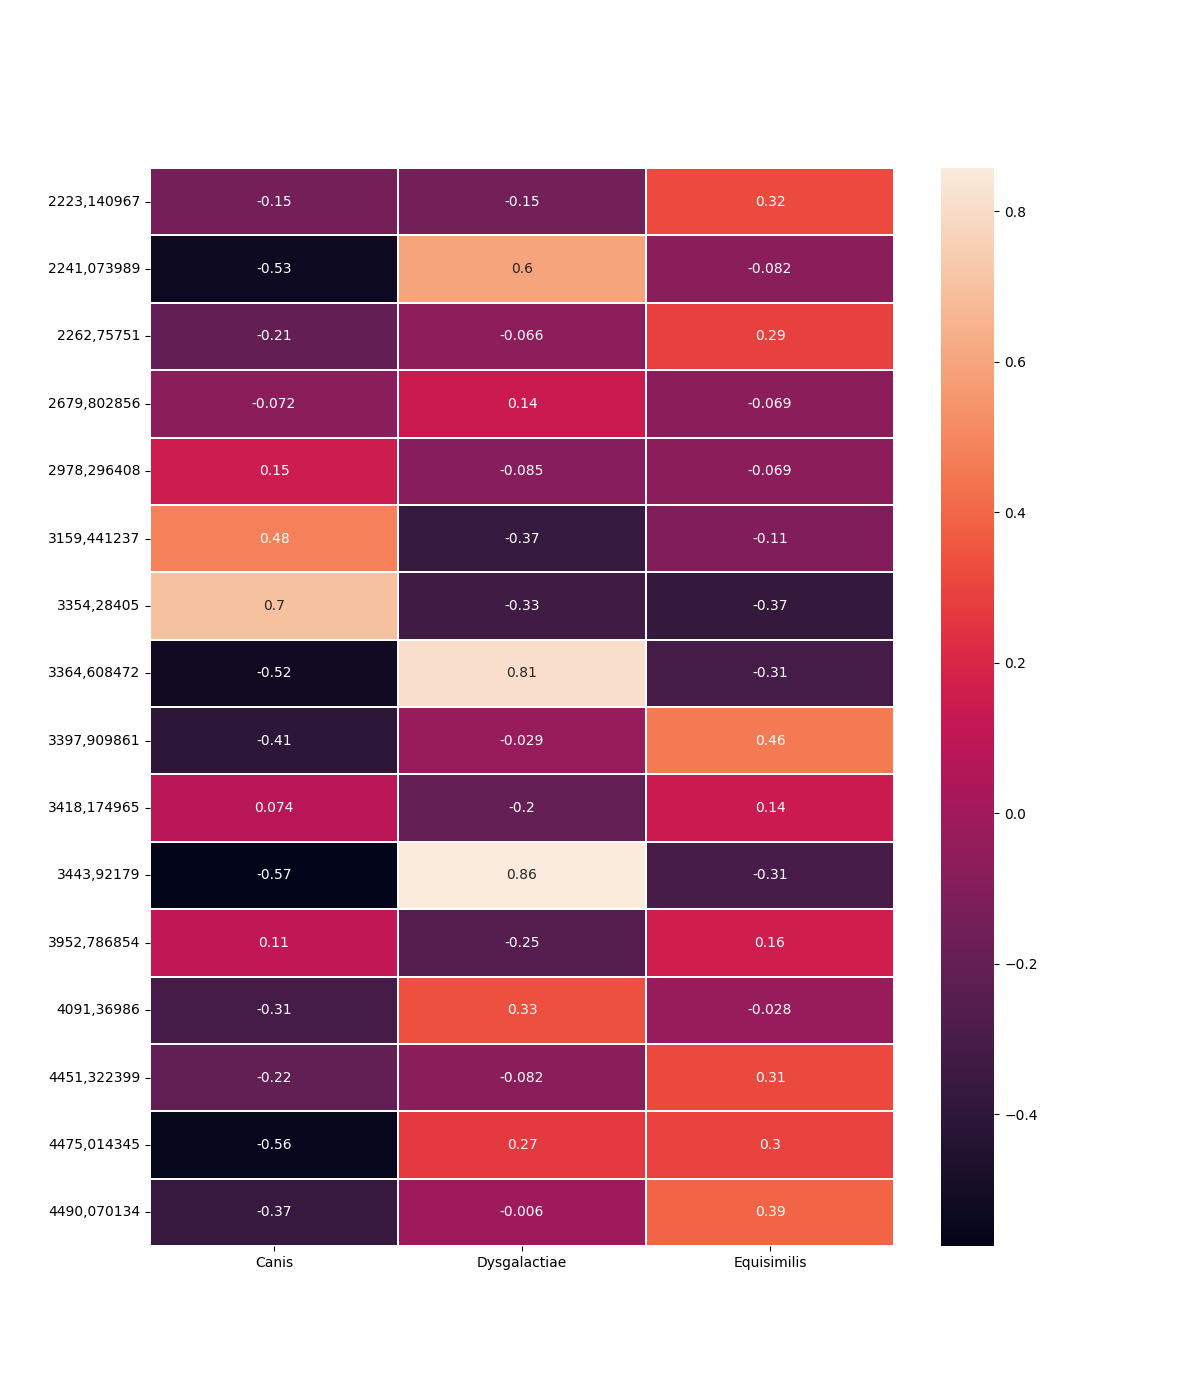 2223,140967 -0.15 -0.15 0.32
2241,073989 -0.53 0.6 -0.082
2262,75751 -0.21 -0.066 0.29
2679,802856 -0.072 0.14 -0.069
2978,296408 0.15 -0.085 -0.069
3159,441237 0.48 -0.37 -0.11
3354,28405 0.7 -0.33 -0.37
3364,608472 -0.52 0.81 -0.31
3397,909861 -0.41 -0.029 0.46
3418,174965 0.074 -0.2 0.14
3443,92179 -0.57 0.86 -0.31
3952,786854 0.11 -0.25 0.16
4091,36986 -0.31 0.33 -0.028
4451,322399 -0.22 -0.082 0.31
4475,014345 -0.56 0.27 0.3
4490,070134 -0.37 -0.006 0.39
Canis Dysgalactiae Equisimilis
0.8
0.6
0.4
0.2
0.0
−0.2
−0.4